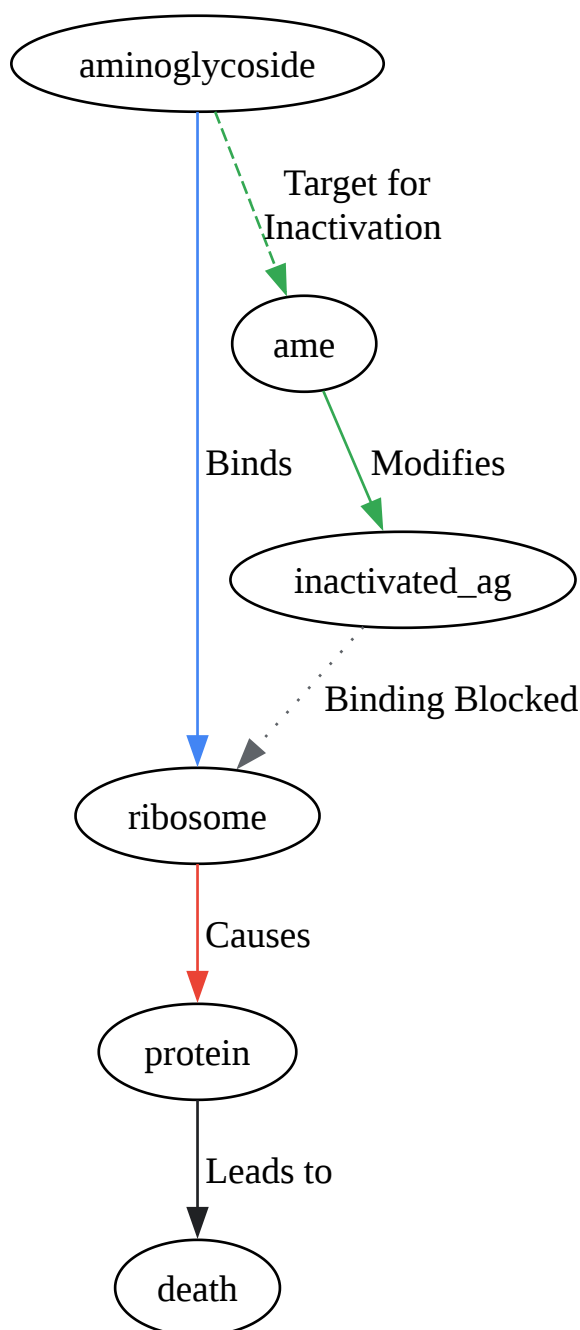 aminoglycoside
Target for
Inactivation
ame
Binds
Modifies
inactivated_ag
Binding Blocked
ribosome
Causes
protein
Leads to
death